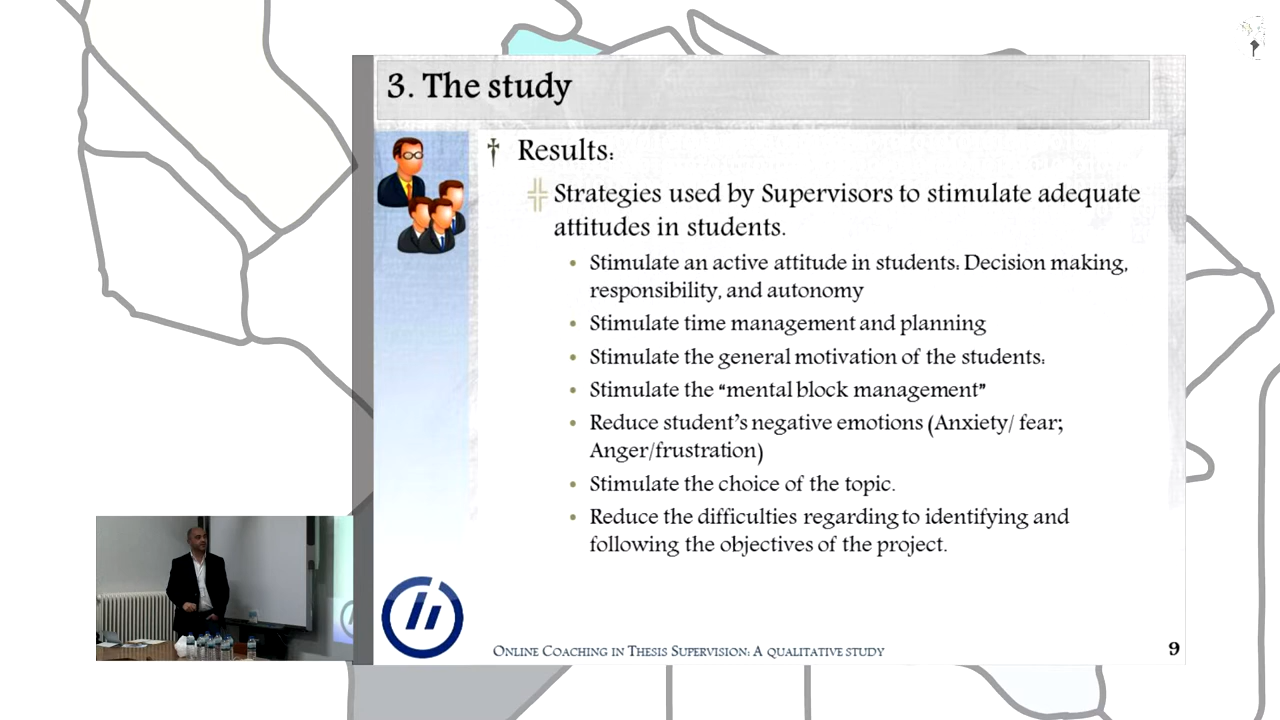 3. The study
Results:
Strategies used by Supervisors to stimulate adequate
attitudes in students.
Stimulate an active attitude in students: Decision making,
responsibility, and autonomy
Stimulate time management and planning
Stimulate the general motivation of the students:
Stimulate the “mental block management”
Reduce student’s negative emotions (Anxiety/ fear;
Anger/frustration)
Stimulate the choice of the topic.
Reduce the difficulties regarding to identifying and
following the objectives of the project.
ONLINE COACHING IN THESIS SUPERVISION: A QUALITATIVE STUDY
9